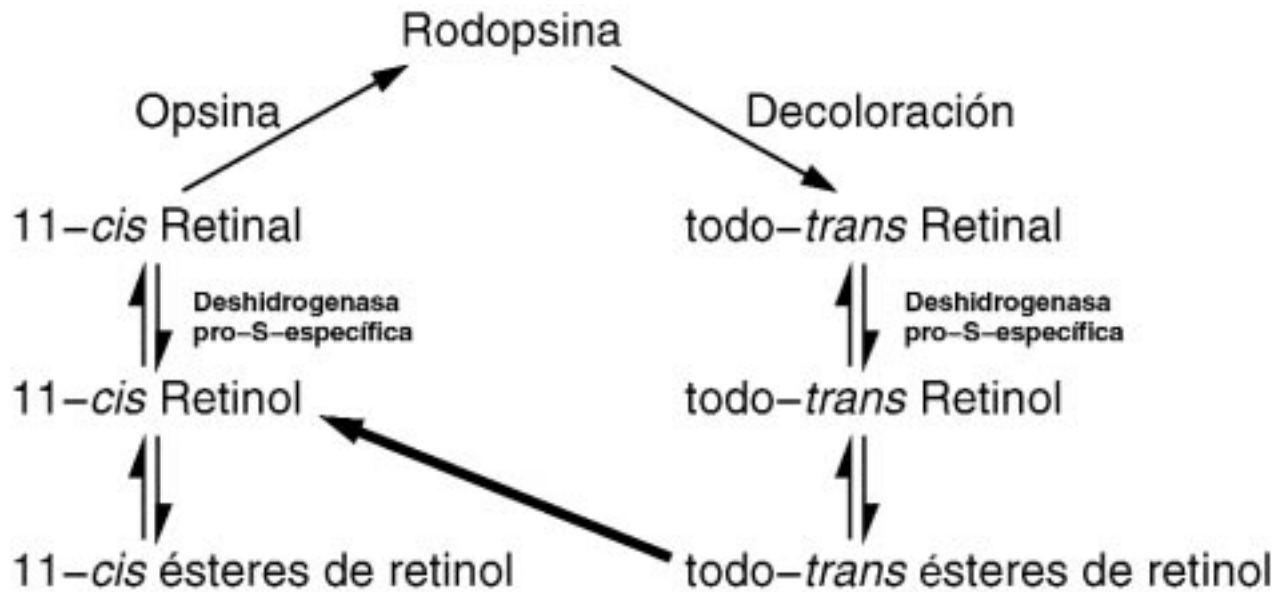 Rodopsina
Opsina
Decoloración
11–cis Retinal
todo–trans Retinal
Deshidrogenasa
pro–S–específica
Deshidrogenasa
pro–S–específica
11–cis Retinol
todo–trans Retinol
11–cis ésteres de retinol
todo–trans ésteres de retinol